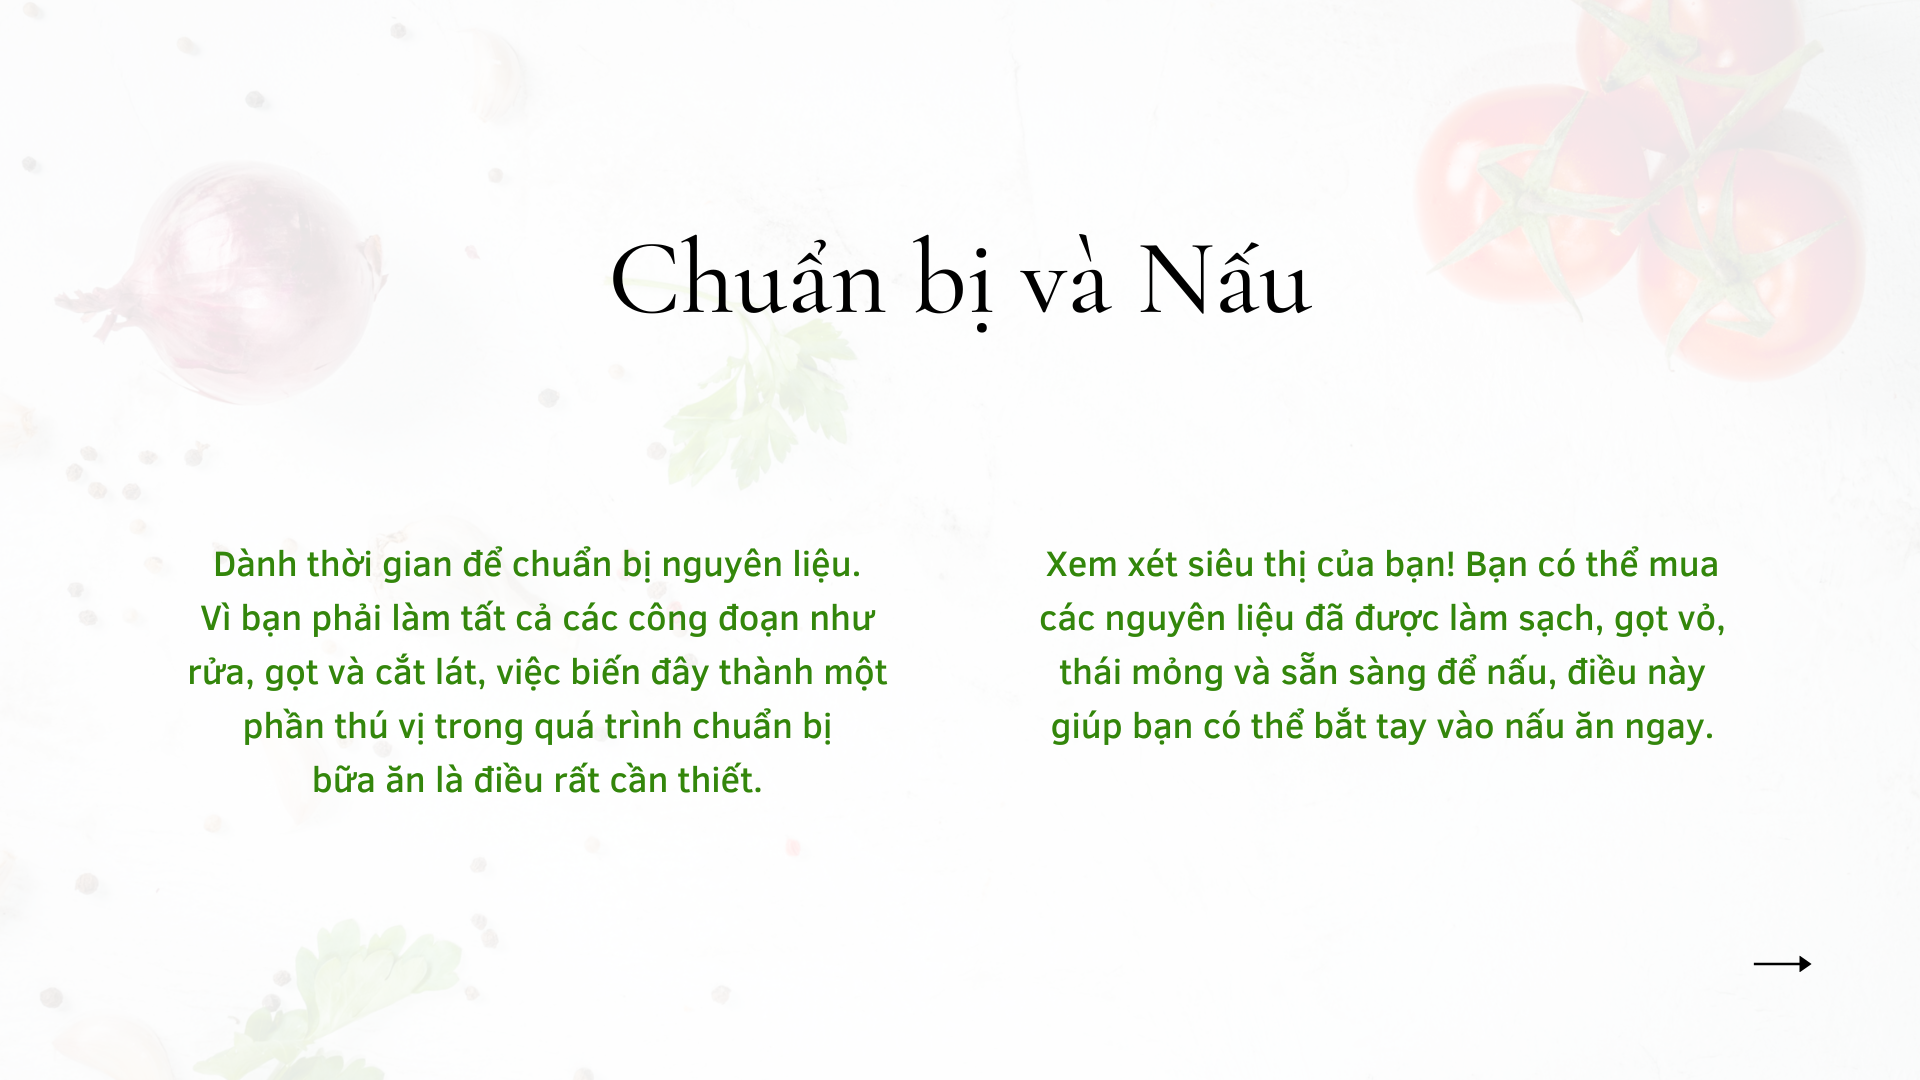 Chuẩn bị và Nấu
Dành thời gian để chuẩn bị nguyên liệu.
Vì bạn phải làm tất cả các công đoạn như
rửa, gọt và cắt lát, việc biến đây thành một
phần thú vị trong quá trình chuẩn bị
bữa ăn là điều rất cần thiết.
Xem xét siêu thị của bạn! Bạn có thể mua
các nguyên liệu đã được làm sạch, gọt vỏ,
thái mỏng và sẵn sàng để nấu, điều này
giúp bạn có thể bắt tay vào nấu ăn ngay.